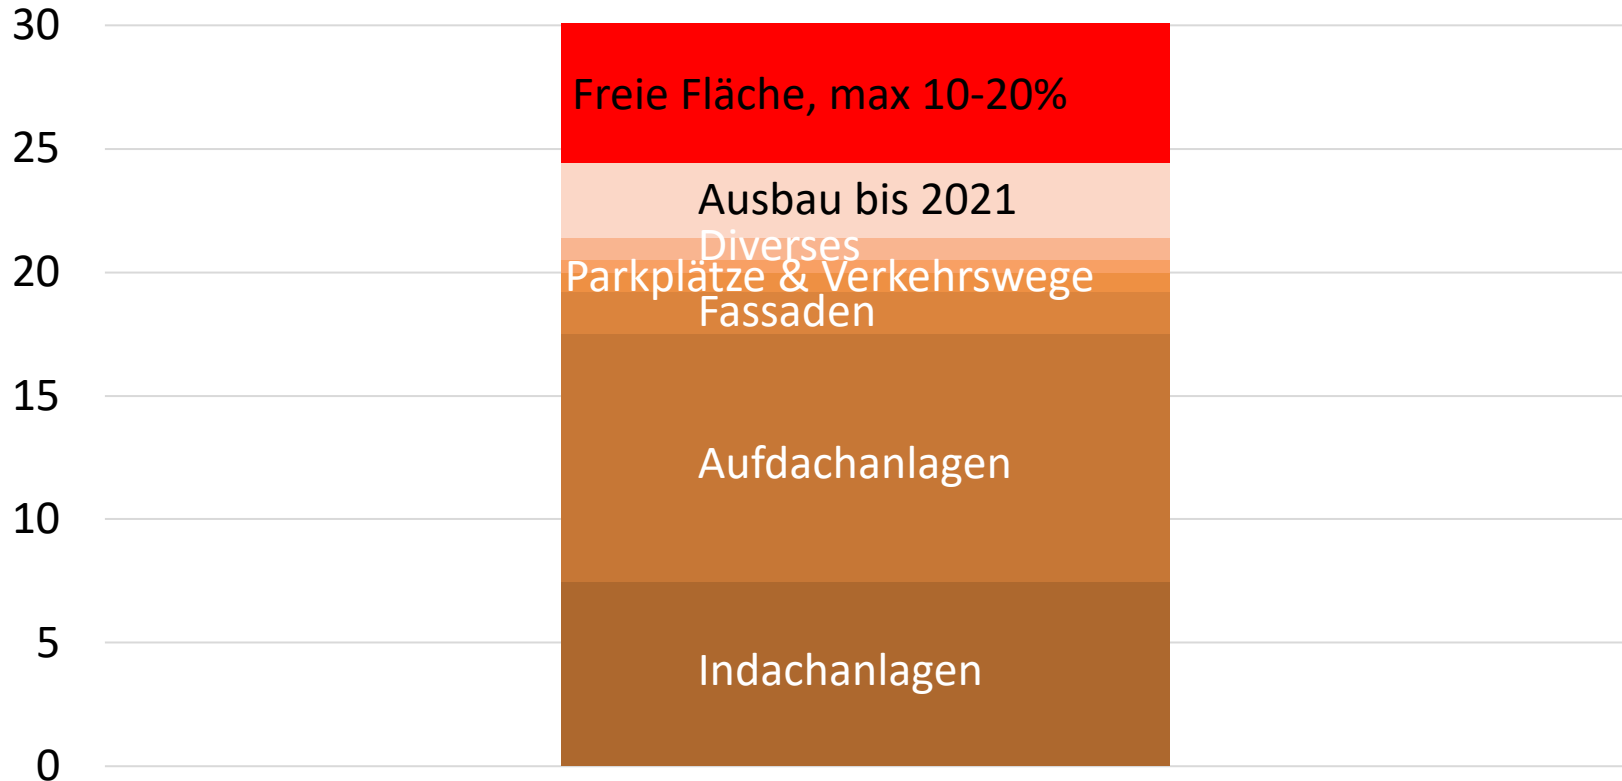 30
Freie Fläche, max 10-20%
25
Ausbau bis 2021
Diverses
20
Parkplätze & Verkehrswege
Fassaden
15
Aufdachanlagen
10
5
Indachanlagen
0